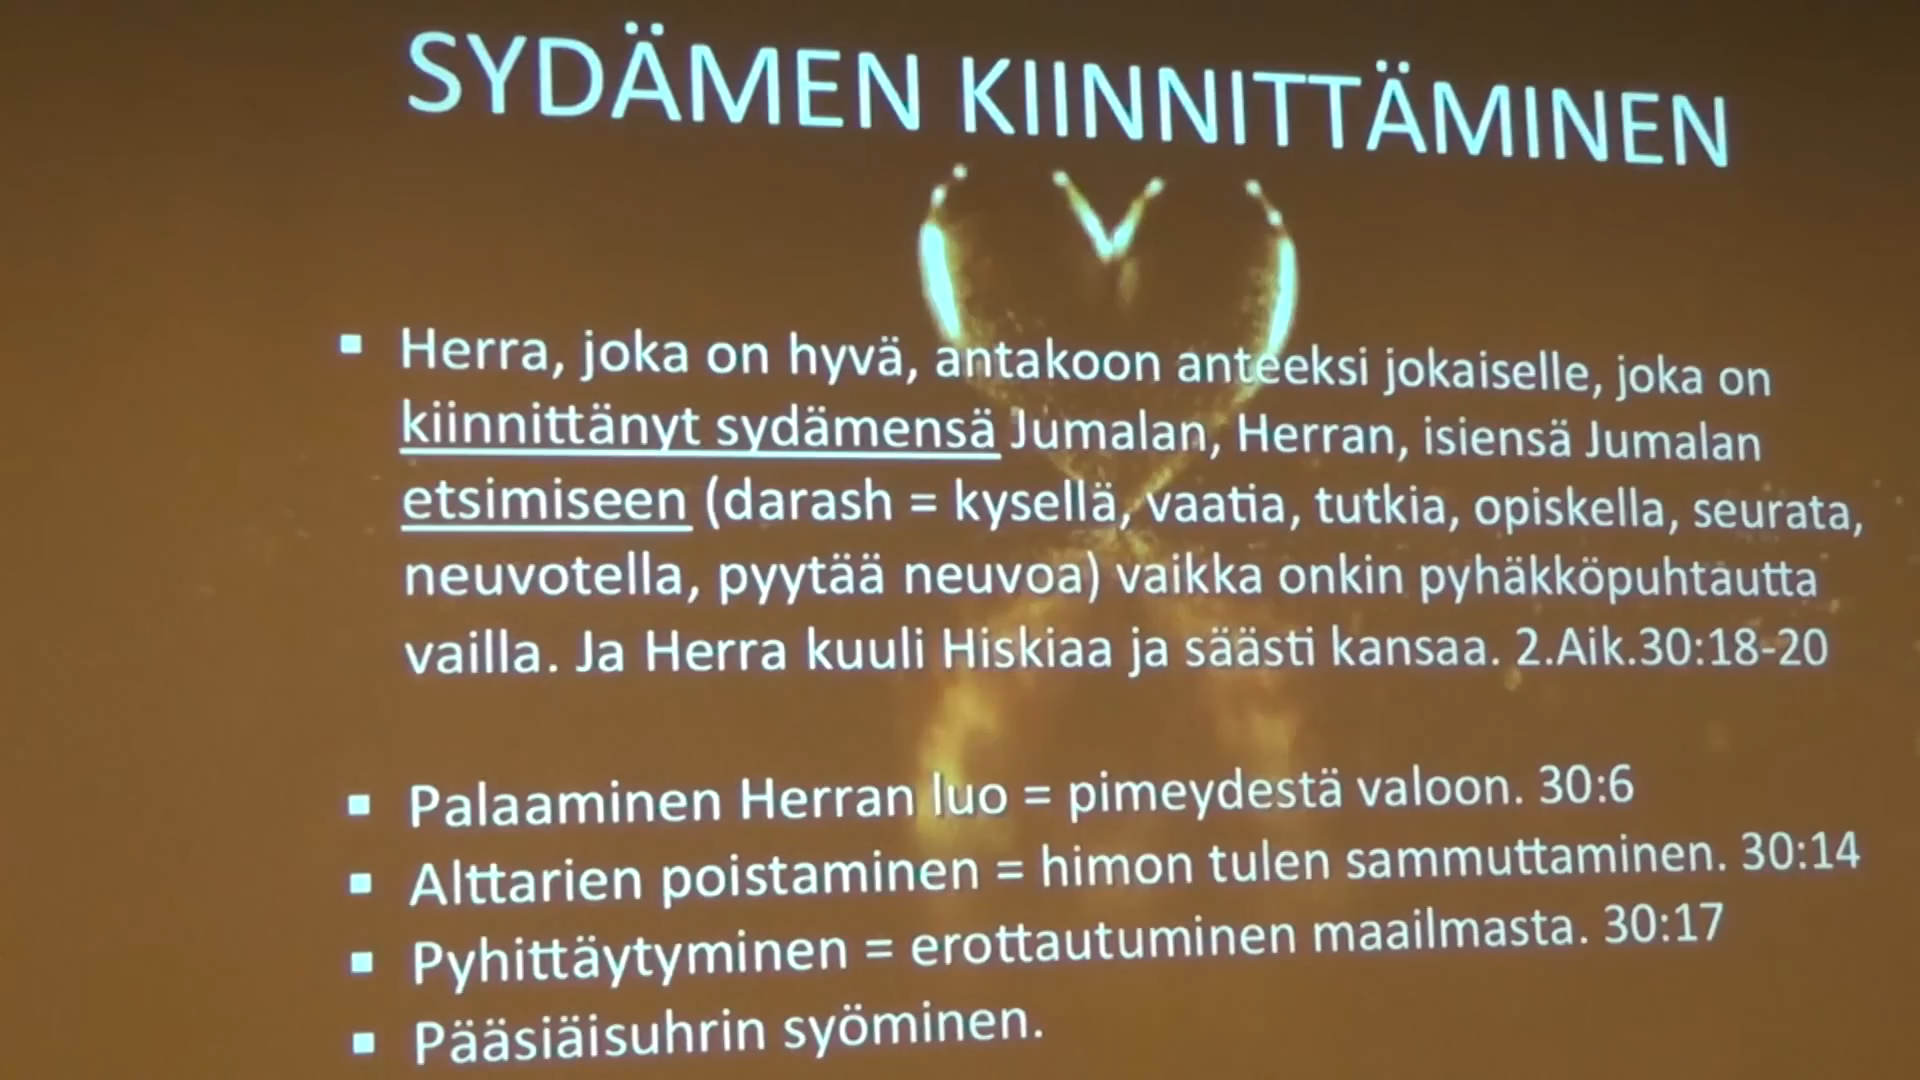 SYDÄMEN KIINNITTÄMINEN
▪ Herra, joka on hyvä, antakoon anteeksi jokaiselle, joka on
kiinnittänyt sydämensä Jumalan, Herran, isiensä Jumalan
etsimiseen (darash = kysellä, vaatia, tutkia, opiskella, seurata,
neuvotella, pyytää neuvoa) vaikka onkin pyhäkköpuhtautta
vailla. Ja Herra kuuli Hiskiaa ja säästi kansaa. 2.Aik.30:18-20
▪ Palaaminen Herran luo = pimeydestä valoon. 30:6
▪ Alttarien poistaminen = himon tulen sammuttaminen. 30:14
▪ Pyhittäytyminen = erottautuminen maailmasta. 30:17
▪ Pääsiäisuhrin syöminen.